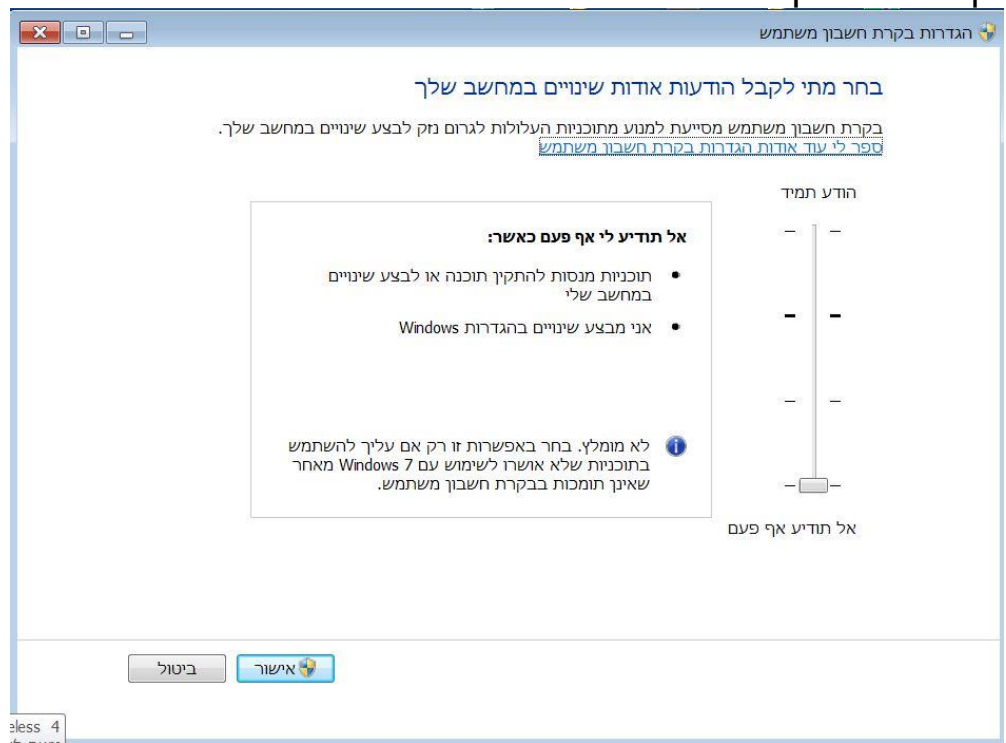 הגדרות בקרת חשבון משתמש
בחר מתי לקבל הודעות אודות שינויים במחשב שלך
בקרת חשבון משתמש מסייעת למנוע מתוכניות העלולות לגרום נזק לבצע שינויים במחשב שלך.
ספר לי עוד אודות הגדרות בקרת חשבון משתמש
הודע תמיד
אל תודיע לי אף פעם כאשר:
• תוכניות מנסות להתקין תוכנה או לבצע שינויים
במחשב שלי
• אני מבצע שינויים בהגדרות Windows
לא מומלץ. בחר באפשרות זו רק אם עליך להשתמש
בתוכניות שלא אושרו לשימוש עם Windows 7 מאחר
שאינן תומכות בבקרת חשבון משתמש.
אל תודיע אף פעם
אישור
ביטול
eless 4